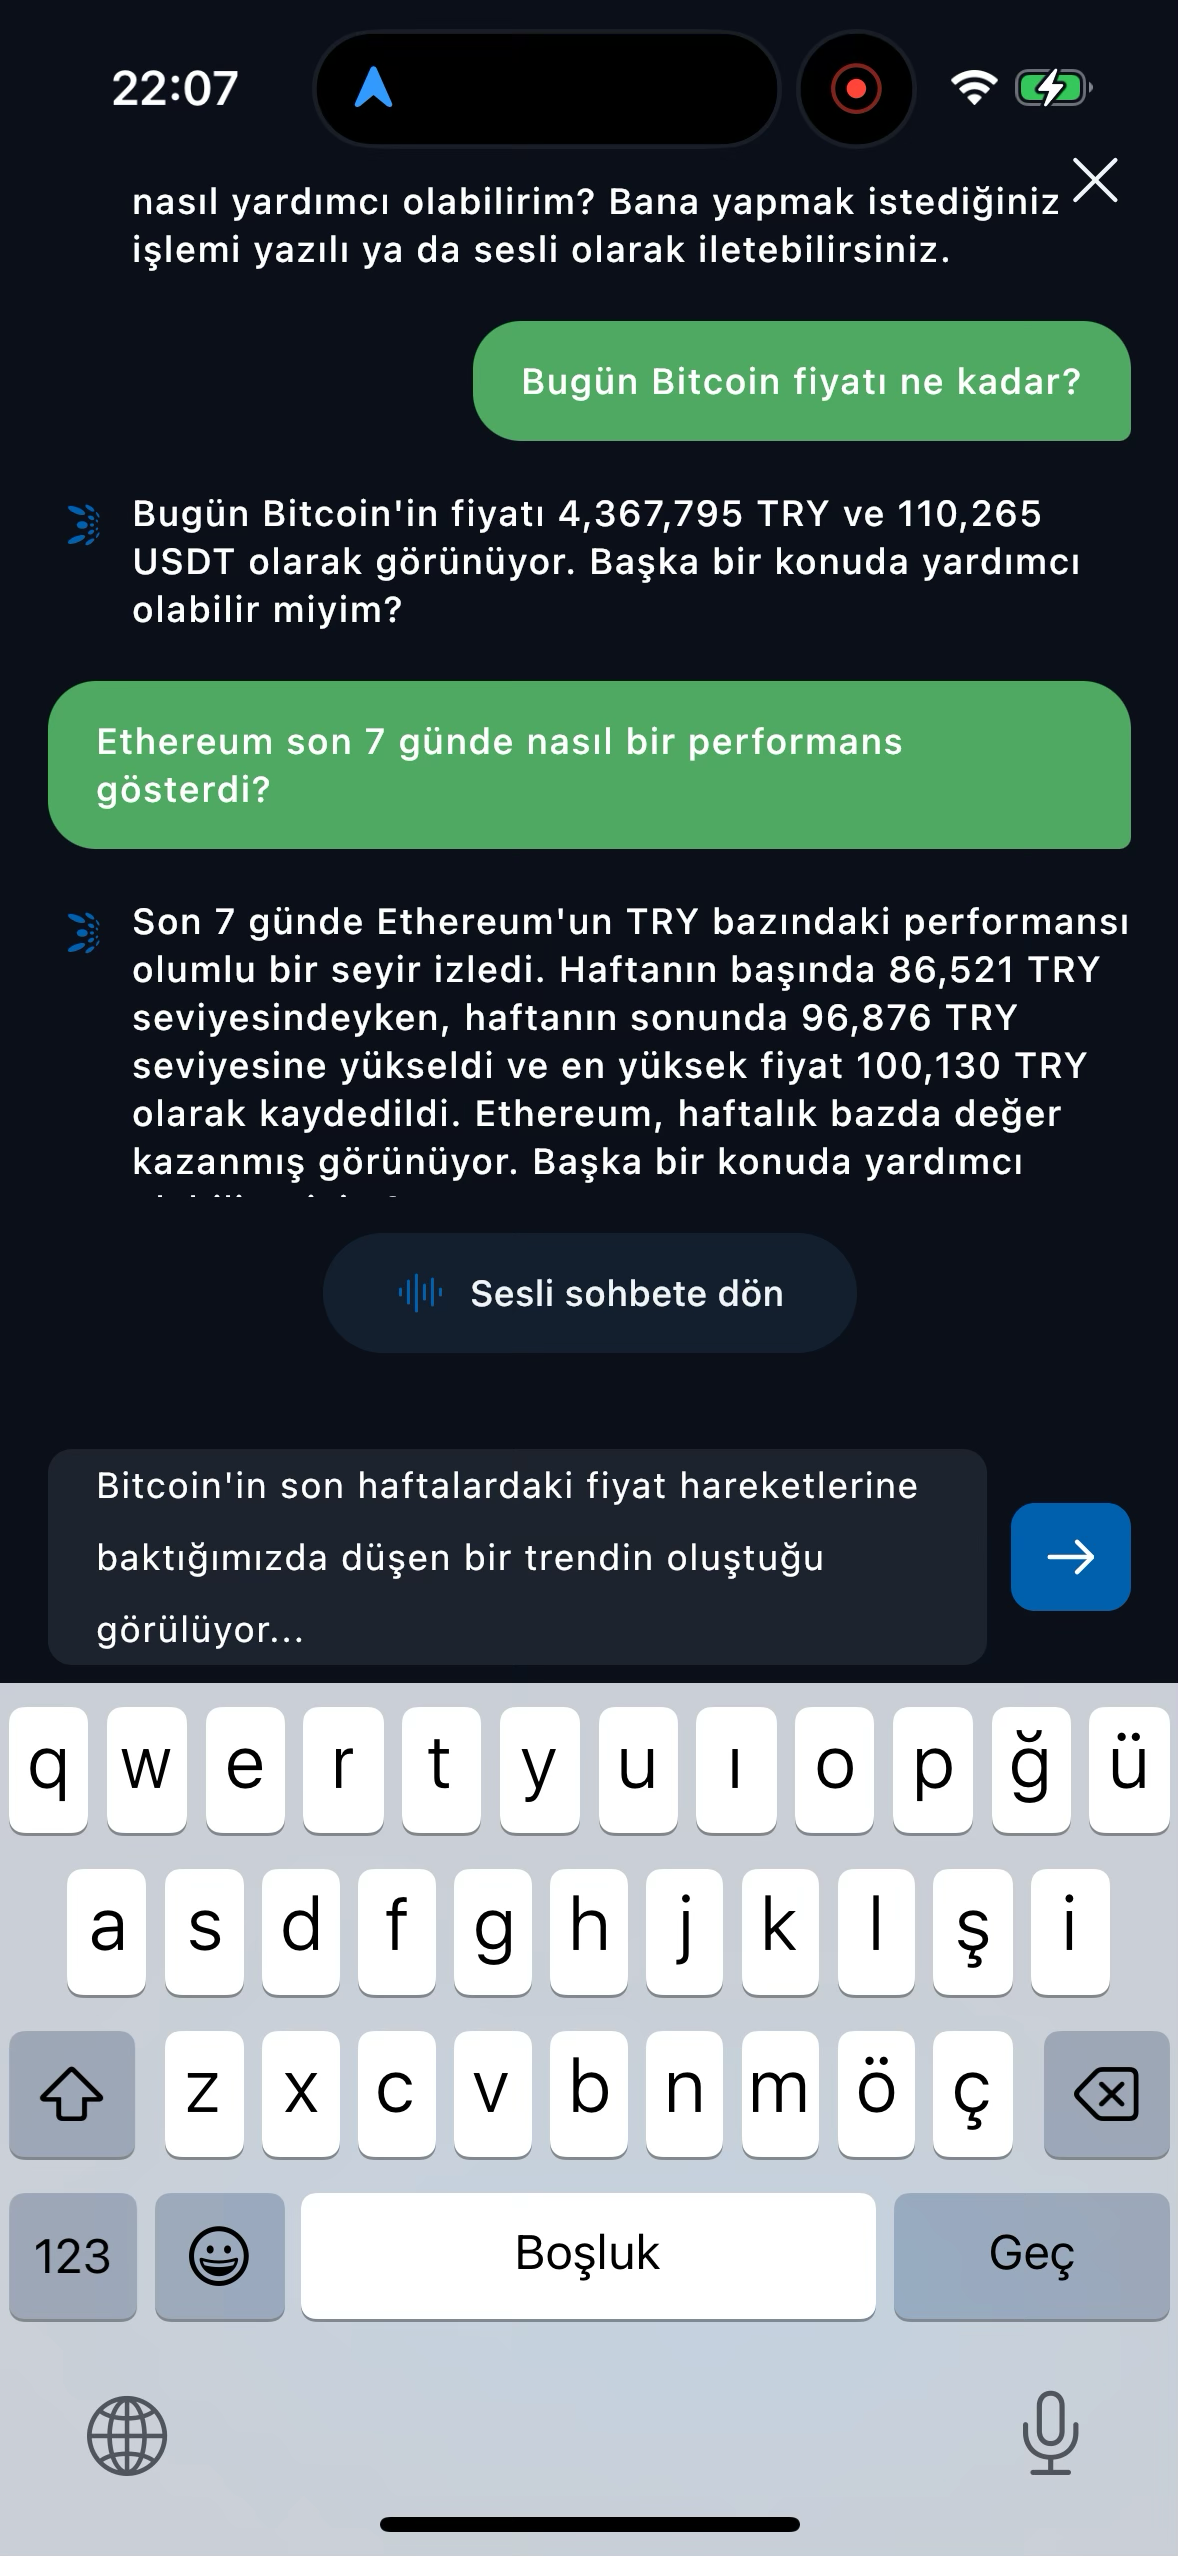 22:07
nasıl yardımcı olabilirim? Bana yapmak istediğiniz
işlemi yazılı ya da sesli olarak iletebilirsiniz.
Bugün Bitcoin fiyatı ne kadar?
Bugün Bitcoin'in fiyatı 4,367,795 TRY ve 110,265
USDT olarak görünüyor. Başka bir konuda yardımcı
olabilir miyim?
Ethereum son 7 günde nasıl bir performans
gösterdi?
Son 7 günde Ethereum'un TRY bazındaki performansı
olumlu bir seyir izledi. Haftanın başında 86,521 TRY
seviyesindeyken, haftanın sonunda 96,876 TRY
seviyesine yükseldi ve en yüksek fiyat 100,130 TRY
olarak kaydedildi. Ethereum, haftalık bazda değer
kazanmış görünüyor. Başka bir konuda yardımcı
Sesli sohbete dön
Bitcoin'in son haftalardaki fiyat hareketlerine
baktığımızda düşen bir trendin oluştuğu
görülüyor...
q w e r t y u ı o p ğ ü
a s d f g h j k l ş i
z x c v b n m ö ç
123 Boşluk Geç